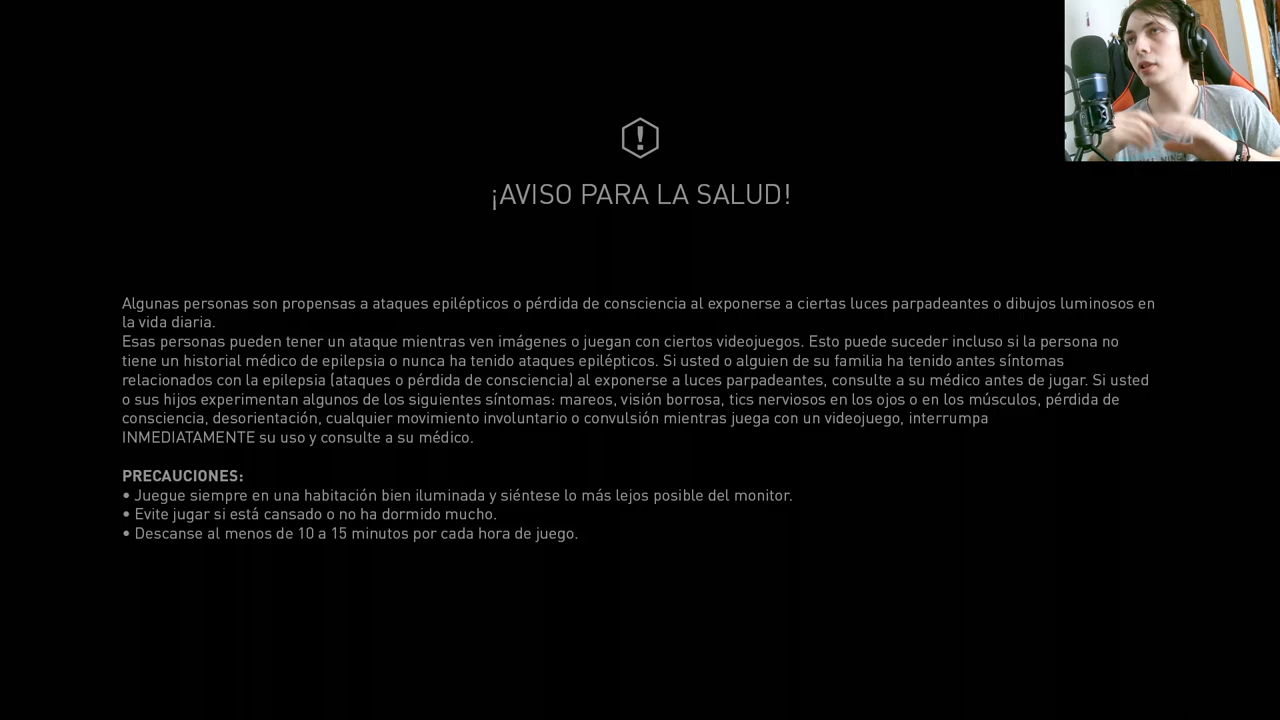 ¡AVISO PARA LA SALUD!
Algunas personas son propensas a ataques epilépticos o pérdida de consciencia al exponerse a ciertas luces parpadeantes o dibujos luminosos en
la vida diaria.
Esas personas pueden tener un ataque mientras ven imágenes o juegan con ciertos videojuegos. Esto puede suceder incluso si la persona no
tiene un historial médico de epilepsia o nunca ha tenido ataques epilépticos. Si usted o alguien de su familia ha tenido antes síntomas
relacionados con la epilepsia (ataques o pérdida de consciencia) al exponerse a luces parpadeantes, consulte a su médico antes de jugar. Si usted
o sus hijos experimentan algunos de los siguientes síntomas: mareos, visión borrosa, tics nerviosos en los ojos o en los músculos, pérdida de
consciencia, desorientación, cualquier movimiento involuntario o convulsión mientras juega con un videojuego, interrumpa
INMEDIATAMENTE su uso y consulte a su médico.
PRECAUCIONES:
• Juegue siempre en una habitación bien iluminada y siéntese lo más lejos posible del monitor.
• Evite jugar si está cansado o no ha dormido mucho.
• Descanse al menos de 10 a 15 minutos por cada hora de juego.